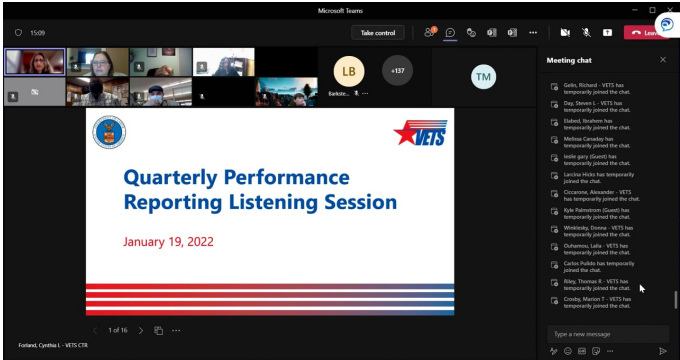 Microsoft Teams
15:09
Take control
Leave
LB
+137
Barkste...
TM
VETS
Quarterly Performance
Reporting Listening Session
January 19, 2022
1 of 16
Forland, Cynthia L - VETS CTR
Meeting chat
Gelin, Richard - VETS has
temporarily joined the chat.
Day, Steven L - VETS has
temporarily joined the chat.
Elabed, Ibrahem has
temporarily joined the chat.
Melissa Canaday has
temporarily joined the chat.
leslie gary (Guest) has
temporarily joined the chat.
Larcina Hicks has temporarily
joined the chat.
Ciccarone, Alexander - VETS
has temporarily joined the chat.
Kyle Palmstrom (Guest) has
temporarily joined the chat.
Winklesky, Donna - VETS has
temporarily joined the chat.
Ouhamou, Laila - VETS has
temporarily joined the chat.
Carlos Pulido has temporarily
joined the chat.
Riley, Thomas R - VETS has
temporarily joined the chat.
Crosby, Marion T - VETS has
temporarily joined the chat.
Type a new message